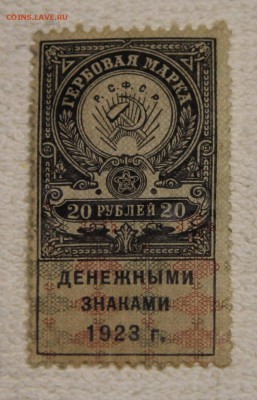 COINS.LAVE.RU
ГЕРБОВАЯ МАРКА
Р.С.Ф.С.Р.
20 РУБЛЕЙ 20
ДЕНЕЖНЫМИ
ЗНАКАМИ
1923 г.